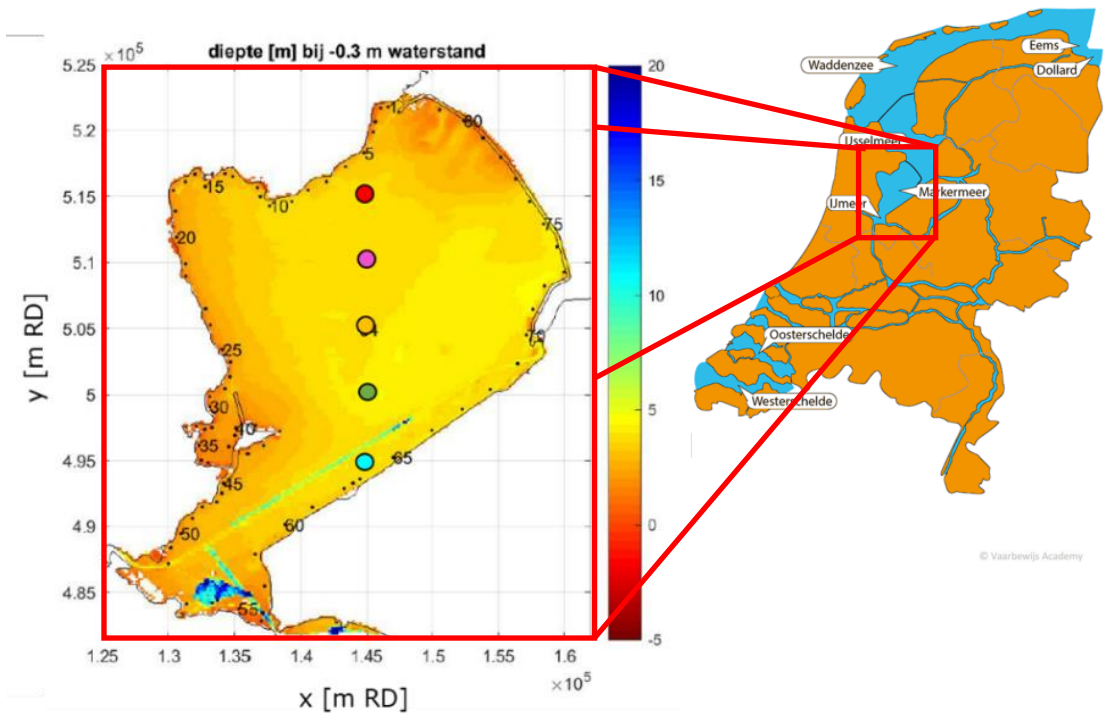 ×10⁵
diepte [m] bij -0.3 m waterstand
5.25
5.2
5.15
5.1
5.05
5
4.95
4.9
4.85
y [m RD]
1
80
5
15
10
75
20
25
30
40
35
65
45
60
50
55
1.25 1.3 1.35 1.4 1.45 1.5 1.55 1.6
×10⁵
x [m RD]
20
15
10
5
0
-5
Eems
Waddenzee
Dollard
IJsselmeer
Markermeer
IJmeer
Oosterschelde
Westerschelde
© Vaarbewijs Academy